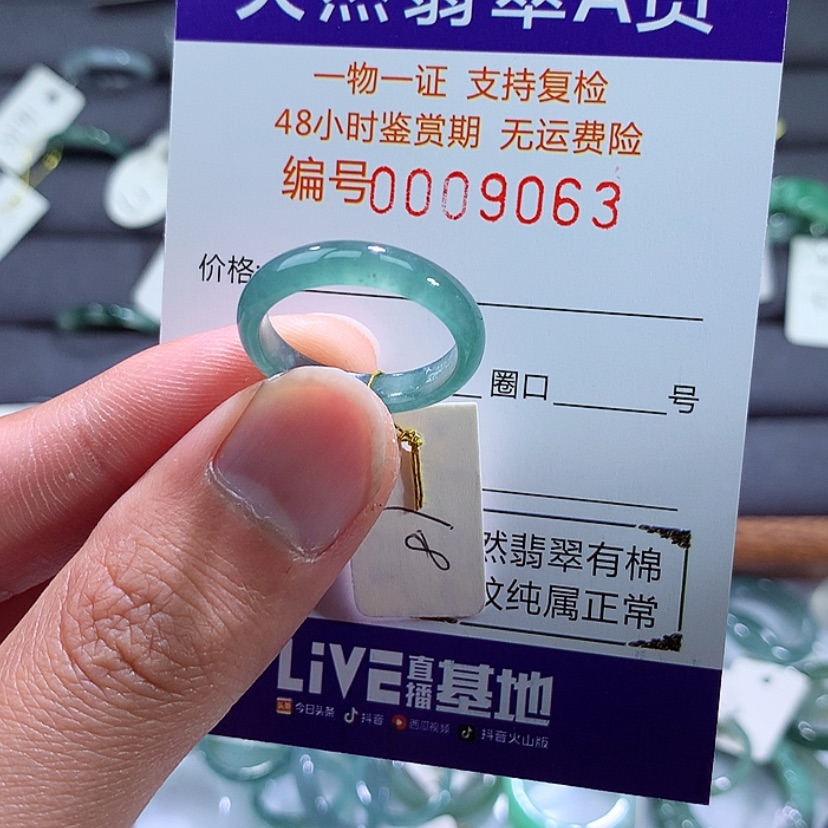 天然翡翠A货
一物一证 支持复检
48小时鉴赏期 无运费险
编号0009063
价格:
圈口 号
18
然翡翠有棉
纹纯属正常
LiVE直播基地
头条 今日头条 抖音 西瓜视频 抖音火山版